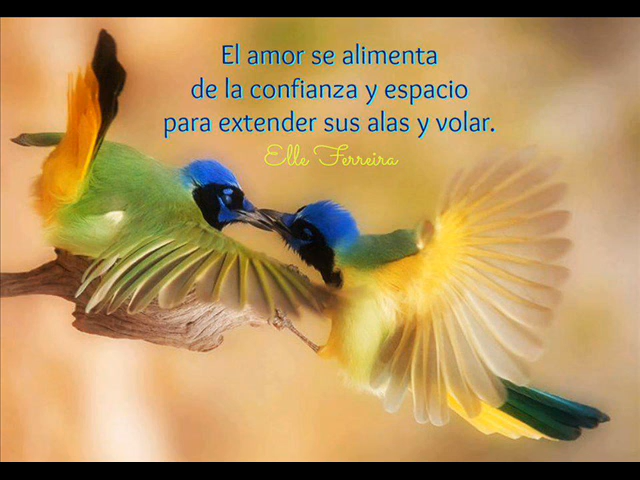 El amor se alimenta
de la confianza y espacio
para extender sus alas y volar.
Elle Ferreira